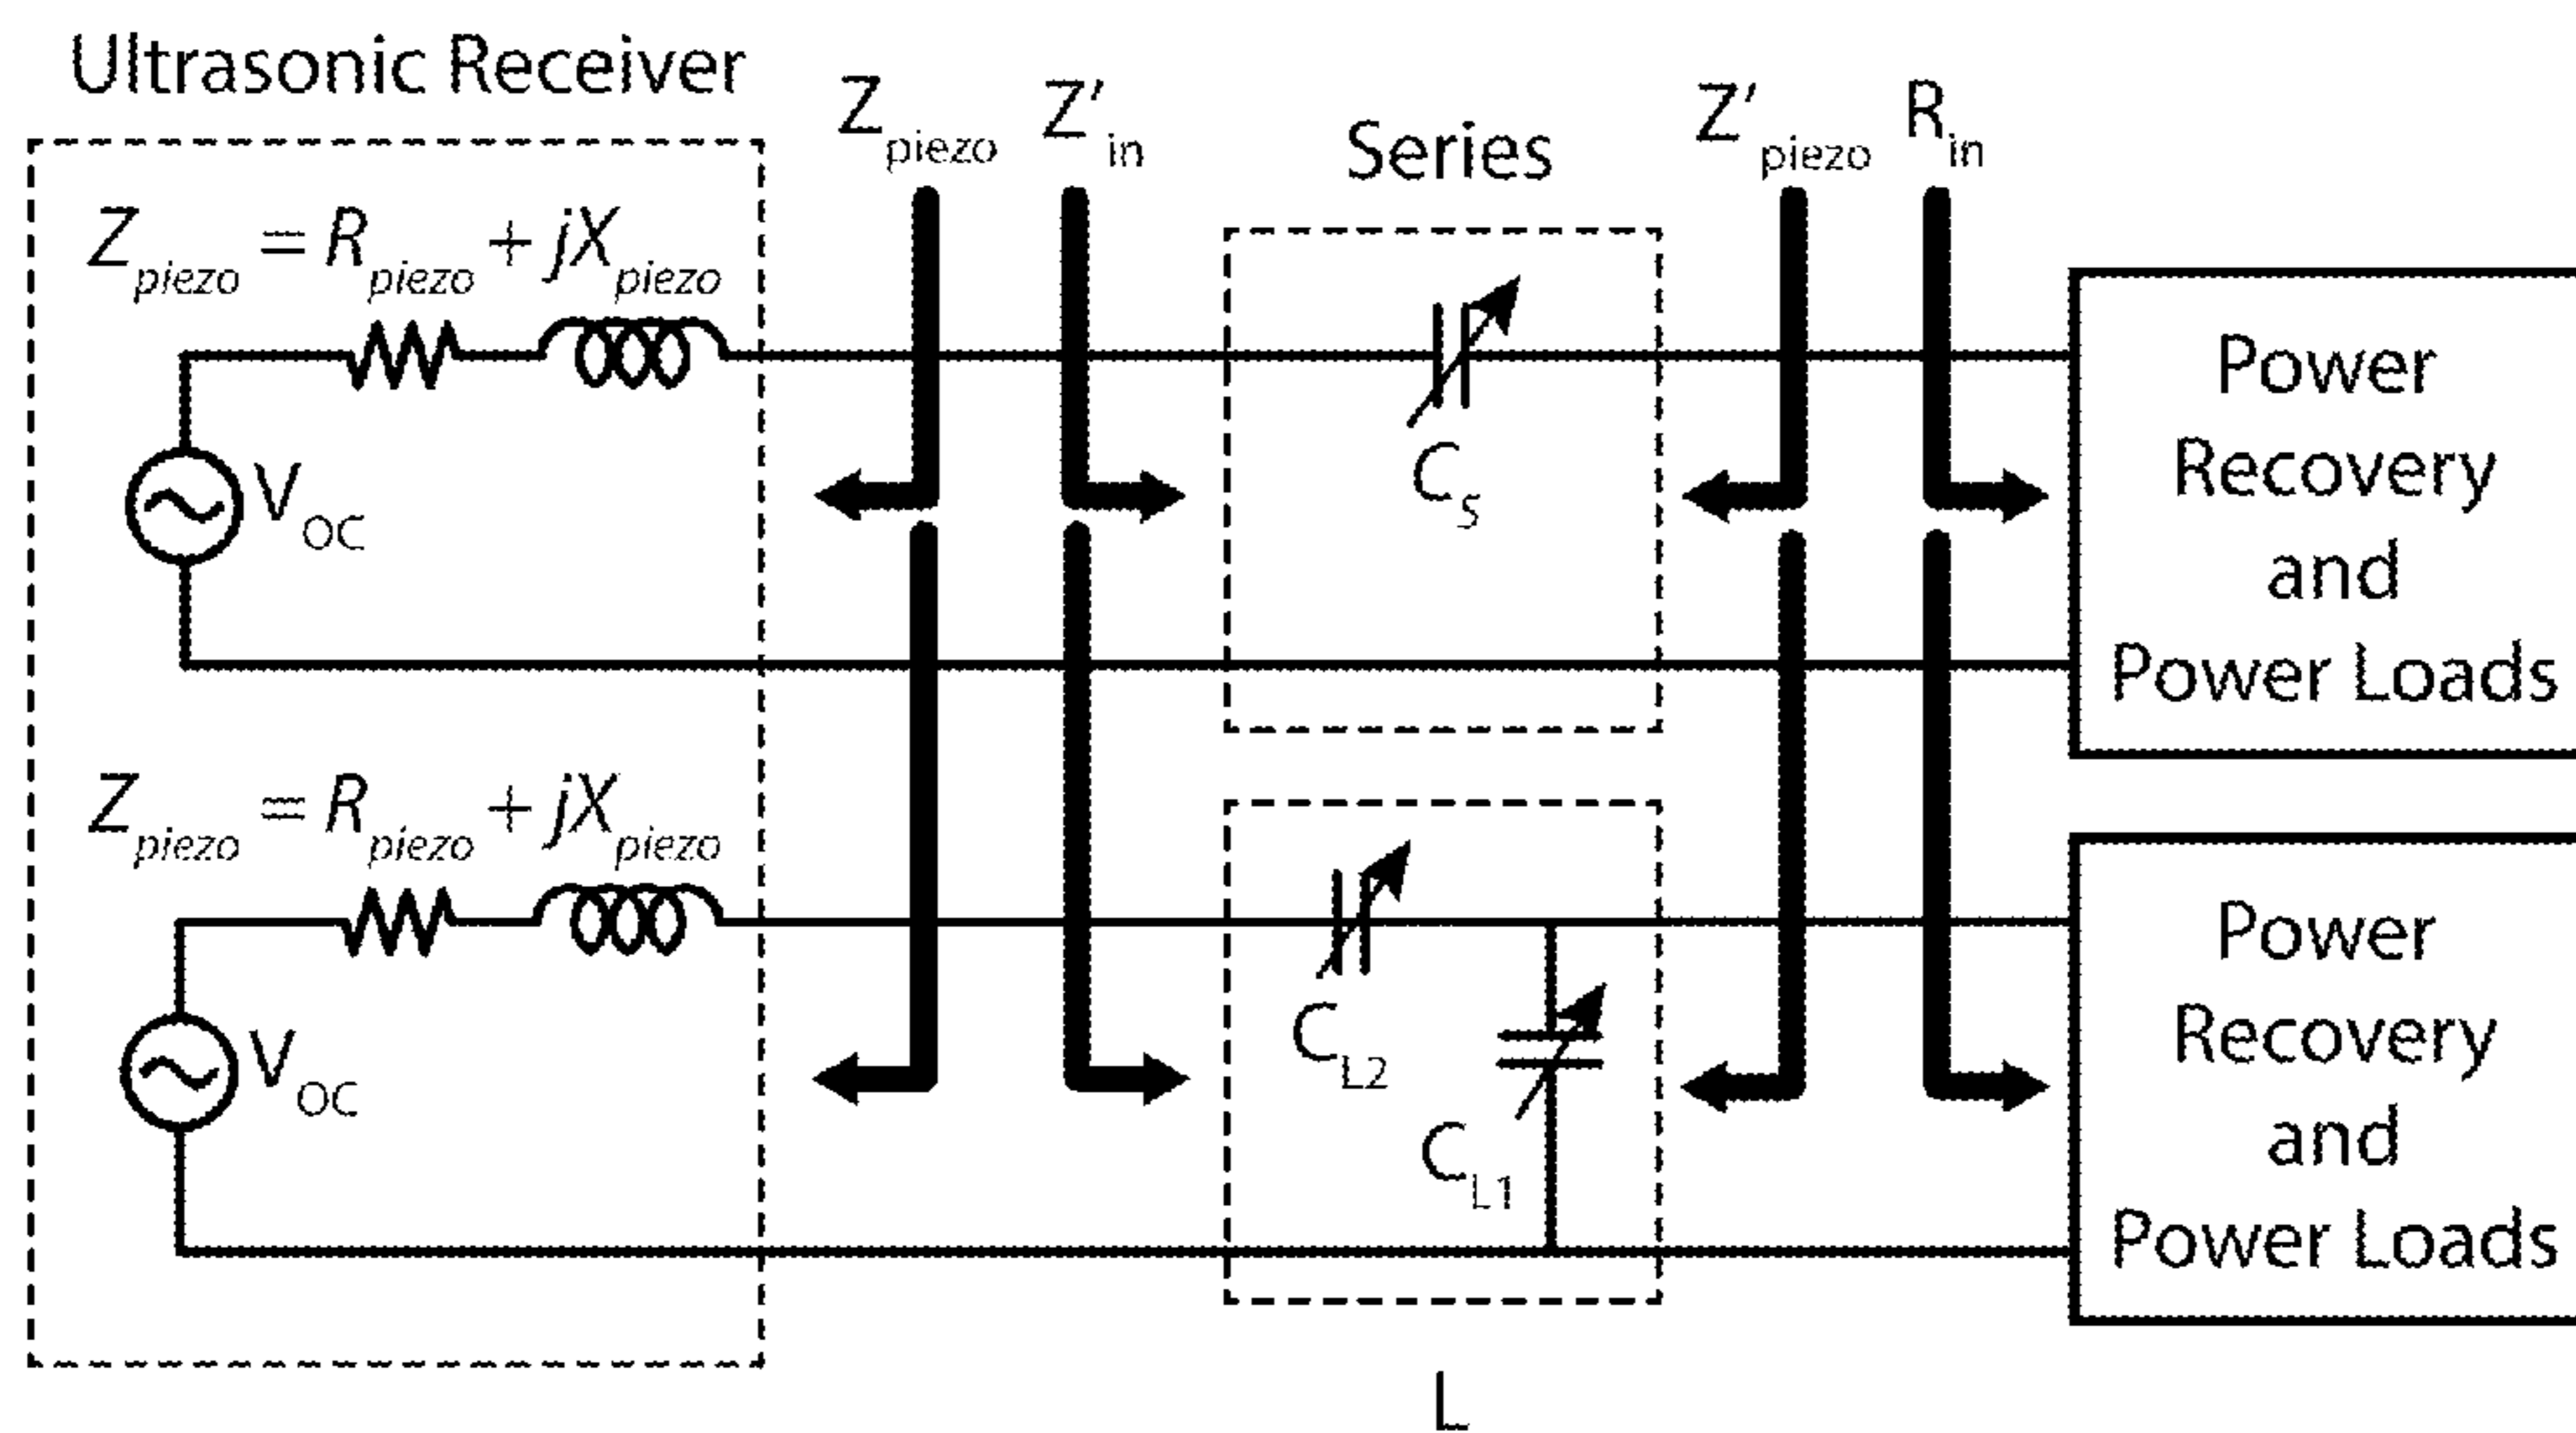 Ultrasonic Receiver
Z_piezo
Z'_in
Series
Z'_piezo
R_in
Z_piezo = R_piezo + jX_piezo
V_OC
C_S
Power
Recovery
and
Power Loads
Z_piezo = R_piezo + jX_piezo
V_OC
C_L2
C_L1
Power
Recovery
and
Power Loads
L